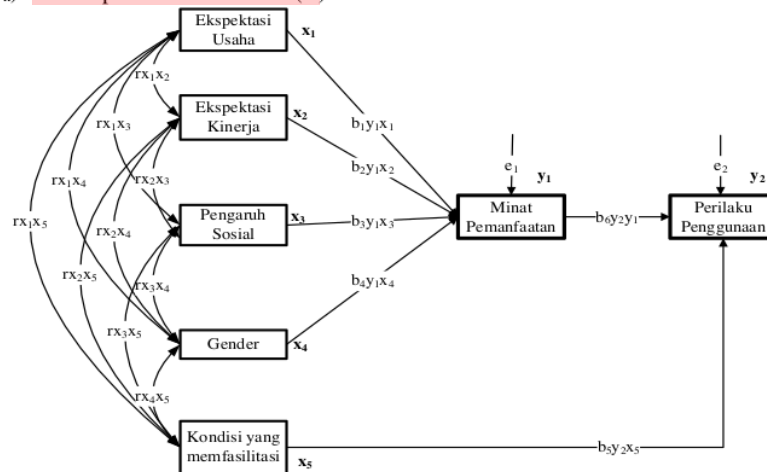 a)
Ekspektasi
Usaha
x₁
rx₁x₂
Ekspektasi
Kinerja
x₂
rx₁x₃
b₁y₁x₁
b₂y₁x₂
e₁
y₁
e₂
y₂
rx₁x₄
rx₂x₃
Pengaruh
Sosial
x₃
b₃y₁x₃
Minat
Pemanfaatan
b₆y₂y₁
Perilaku
Penggunaan
rx₁x₅
rx₂x₄
rx₂x₅
rx₃x₄
b₄y₁x₄
rx₃x₅
Gender
x₄
rx₄x₅
Kondisi yang
memfasilitasi
x₅
b₅y₂x₅